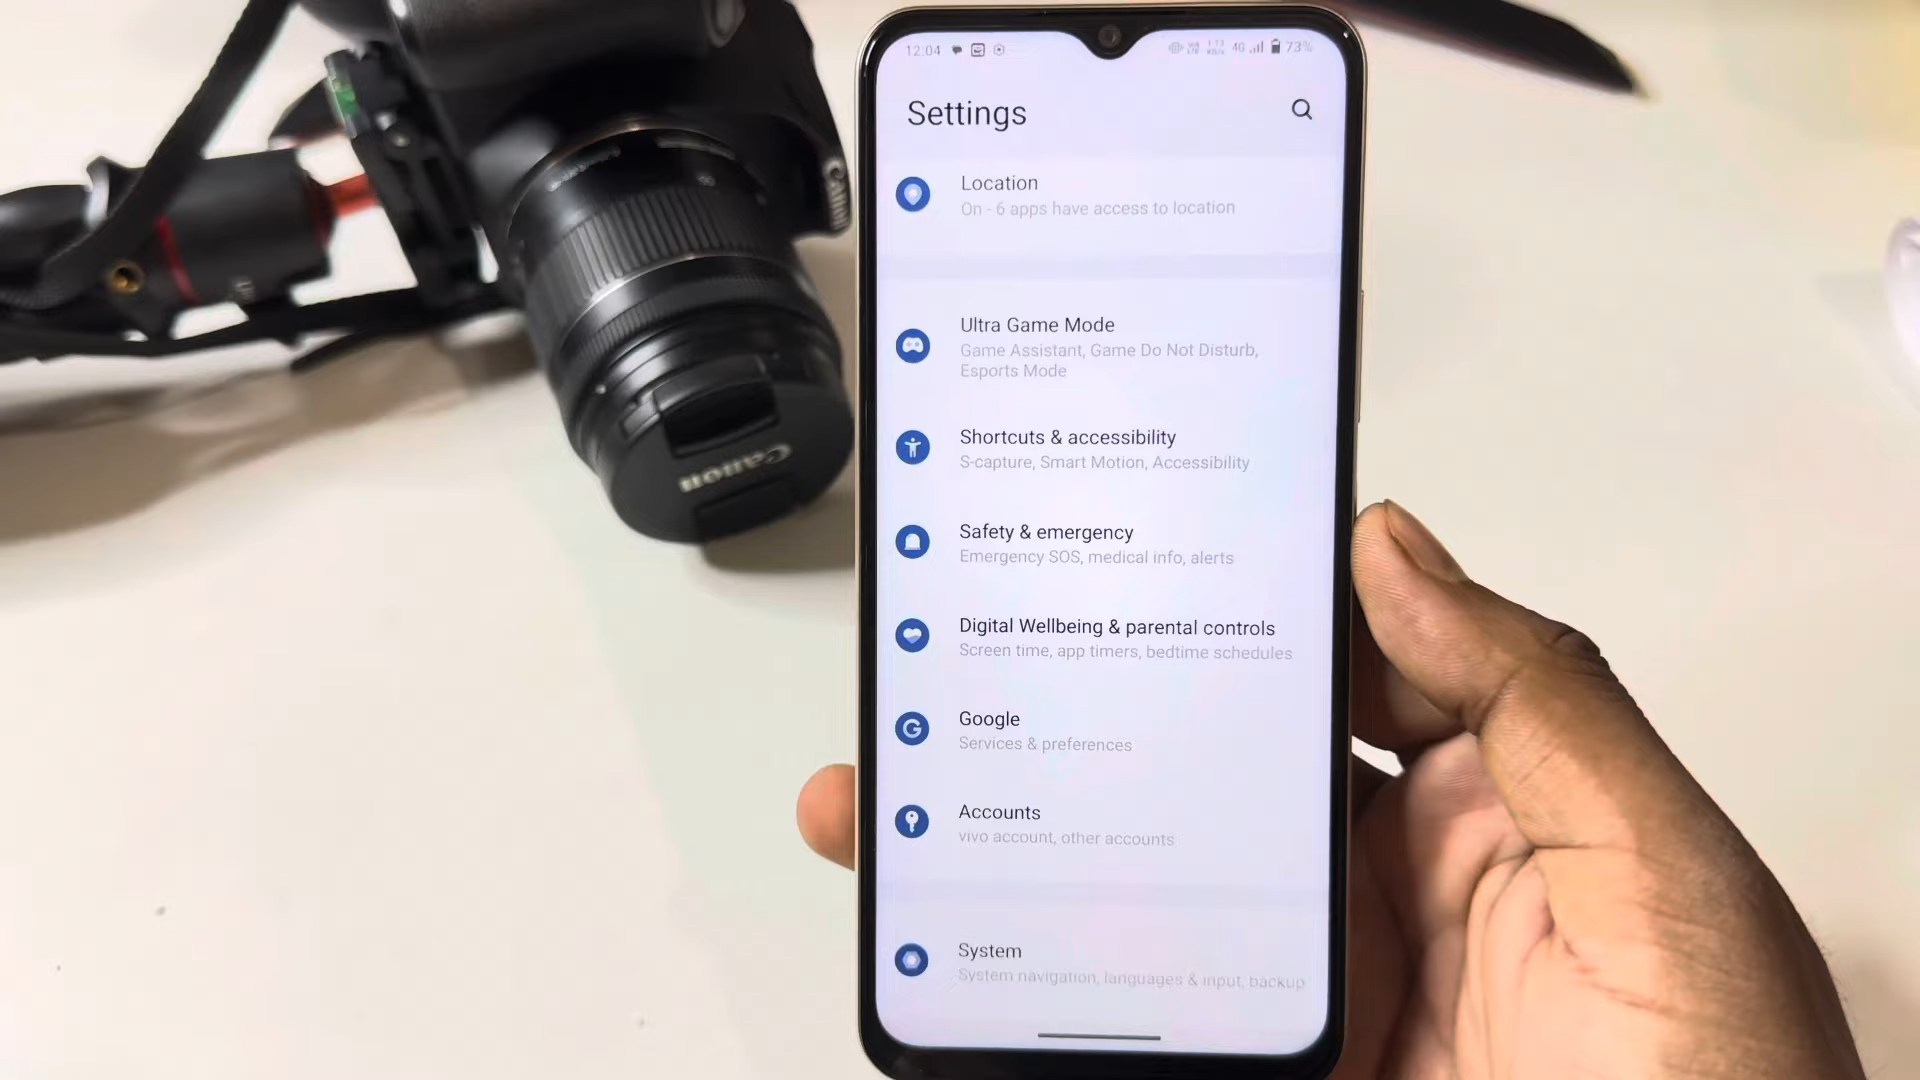 12.04
4G 73%
Settings
Location
On - 6 apps have access to location
Ultra Game Mode
Game Assistant, Game Do Not Disturb,
Esports Mode
Shortcuts & accessibility
S-capture, Smart Motion, Accessibility
Safety & emergency
Emergency SOS, medical info, alerts
Digital Wellbeing & parental controls
Screen time, app timers, bedtime schedules
Google
Services & preferences
Accounts
vivo account, other accounts
System
System navigation, languages & input, backup
Canon
Canon